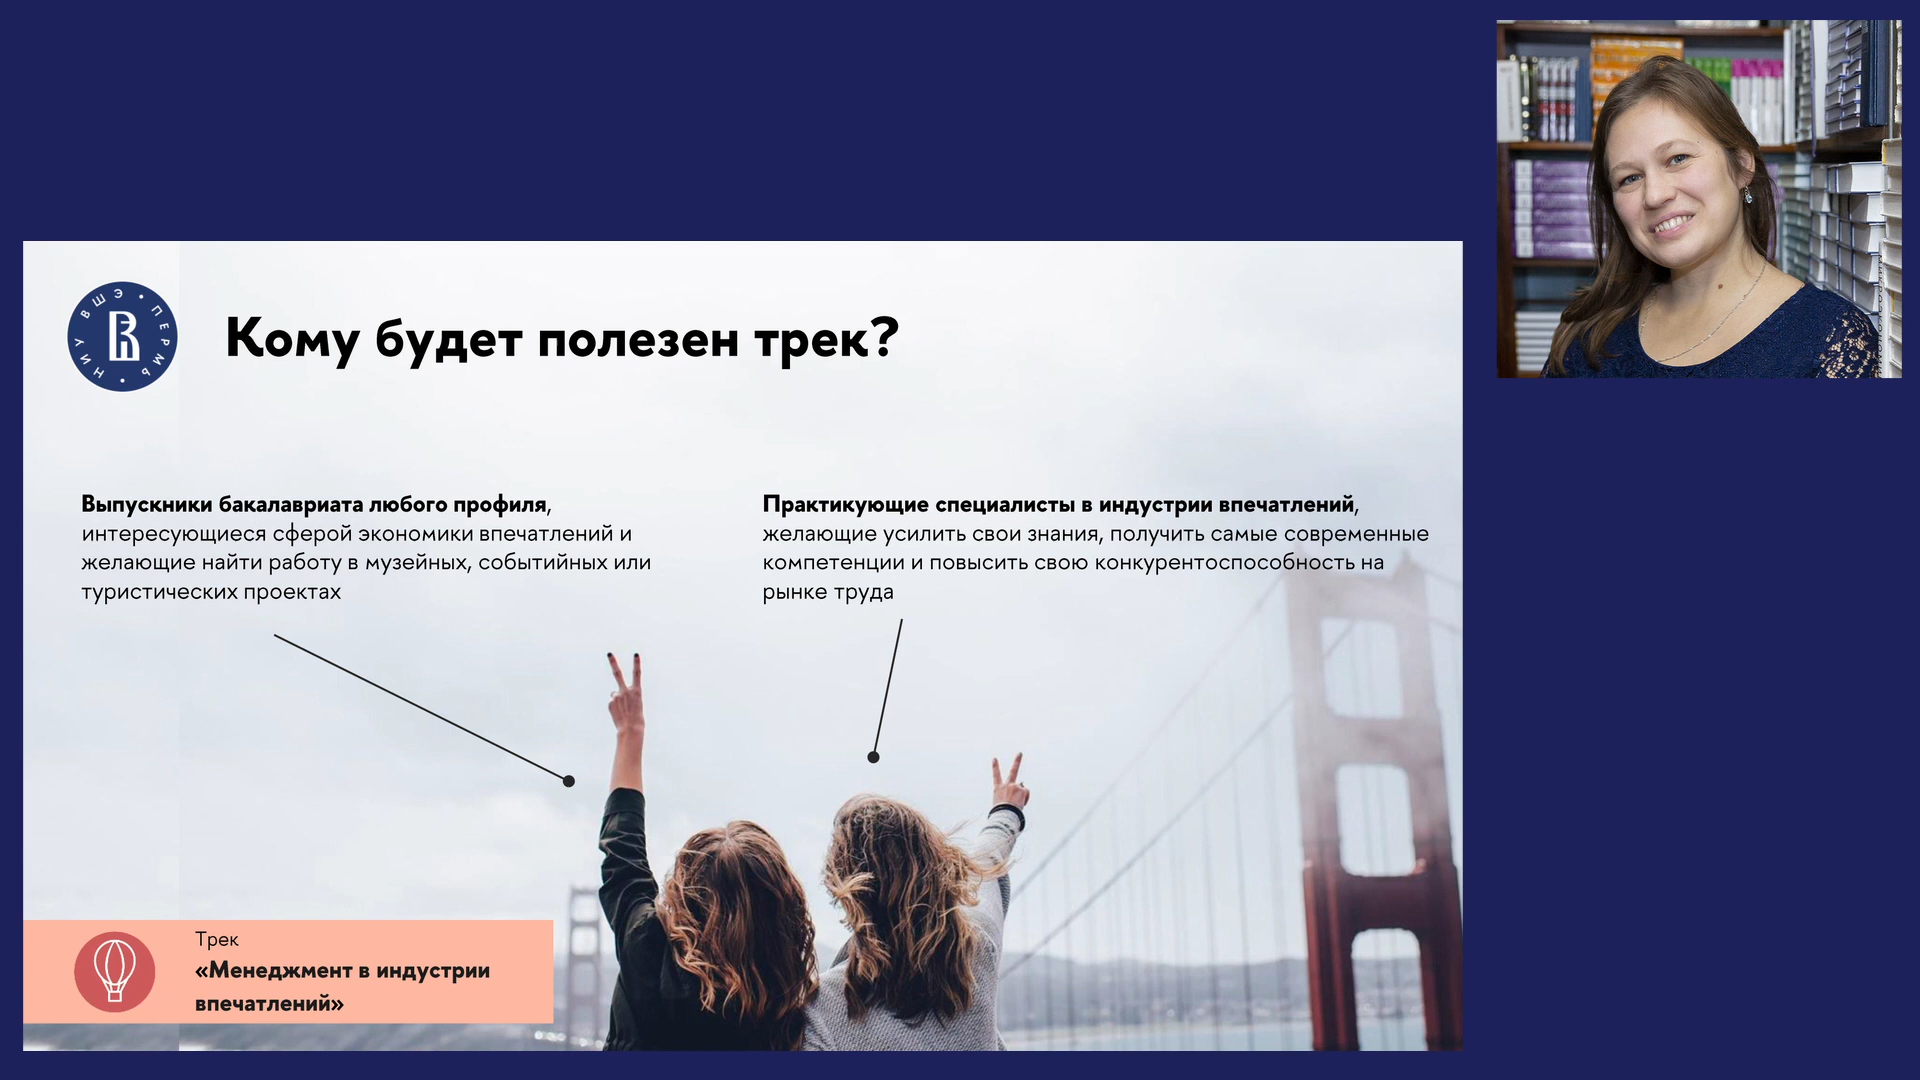 НИУ ВШЭ • ПЕРМЬ •
Кому будет полезен трек?
Выпускники бакалавриата любого профиля,
интересующиеся сферой экономики впечатлений и
желающие найти работу в музейных, событийных или
туристических проектах
Практикующие специалисты в индустрии впечатлений,
желающие усилить свои знания, получить самые современные
компетенции и повысить свою конкурентоспособность на
рынке труда
Трек
«Менеджмент в индустрии
впечатлений»